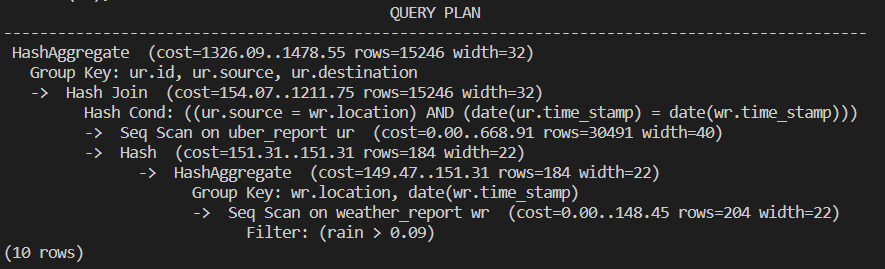 QUERY PLAN
-------------------------------------------------------------------------------------------------
HashAggregate  (cost=1326.09..1478.55 rows=15246 width=32)
  Group Key: ur.id, ur.source, ur.destination
  ->  Hash Join  (cost=154.07..1211.75 rows=15246 width=32)
        Hash Cond: ((ur.source = wr.location) AND (date(ur.time_stamp) = date(wr.time_stamp)))
        ->  Seq Scan on uber_report ur  (cost=0.00..668.91 rows=30491 width=40)
        ->  Hash  (cost=151.31..151.31 rows=184 width=22)
              ->  HashAggregate  (cost=149.47..151.31 rows=184 width=22)
                    Group Key: wr.location, date(wr.time_stamp)
                    ->  Seq Scan on weather_report wr  (cost=0.00..148.45 rows=204 width=22)
                          Filter: (rain > 0.09)
(10 rows)